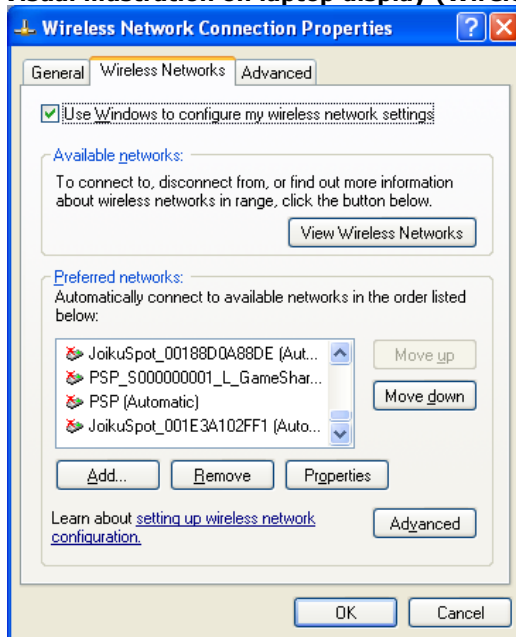 Wireless Network Connection Properties
General Wireless Networks Advanced
Use Windows to configure my wireless network settings
Available networks:
To connect to, disconnect from, or find out more information
about wireless networks in range, click the button below.
View Wireless Networks
Preferred networks:
Automatically connect to available networks in the order listed
below:
JoikuSpot_00188D0A88DE (Aut...
Move up
PSP_S000000001_L_GameShar...
PSP (Automatic)
Move down
JoikuSpot_001E3A102FF1 (Auto...
Add... Remove Properties
Learn about setting up wireless network
configuration.
Advanced
OK Cancel